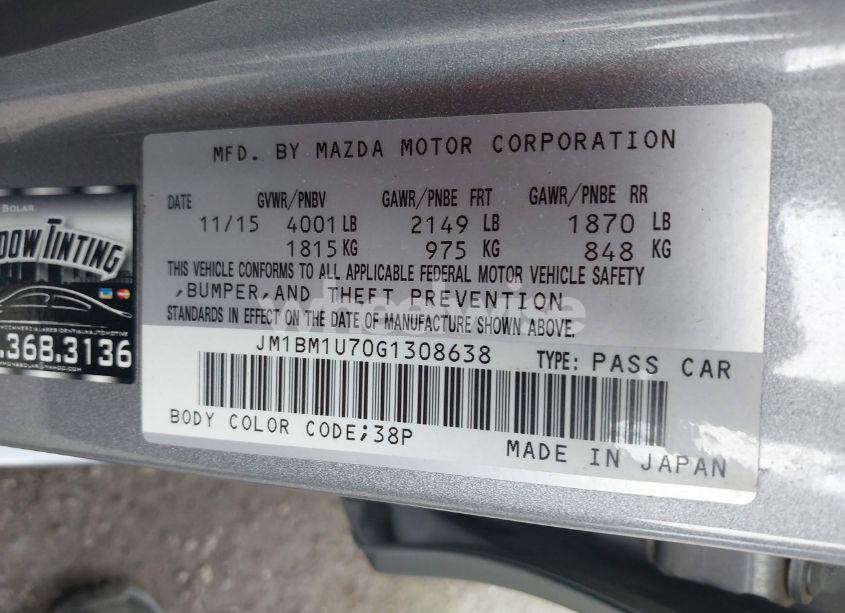 MFD. BY MAZDA MOTOR CORPORATION
DATE GVWR/PNBV GAWR/PNBE FRT GAWR/PNBE RR
11/15 4001 LB 2149 LB 1870 LB
1815 KG 975 KG 848 KG
THIS VEHICLE CONFORMS TO ALL APPLICABLE FEDERAL MOTOR VEHICLE SAFETY
,BUMPER,AND THEFT PREVENTION
STANDARDS IN EFFECT ON THE DATE OF MANUFACTURE SHOWN ABOVE.
JM1BM1U70G1308638 TYPE: PASS CAR
BODY COLOR CODE;38P
MADE IN JAPAN
SOLAR
TINTING
.368.3136
wheelwise